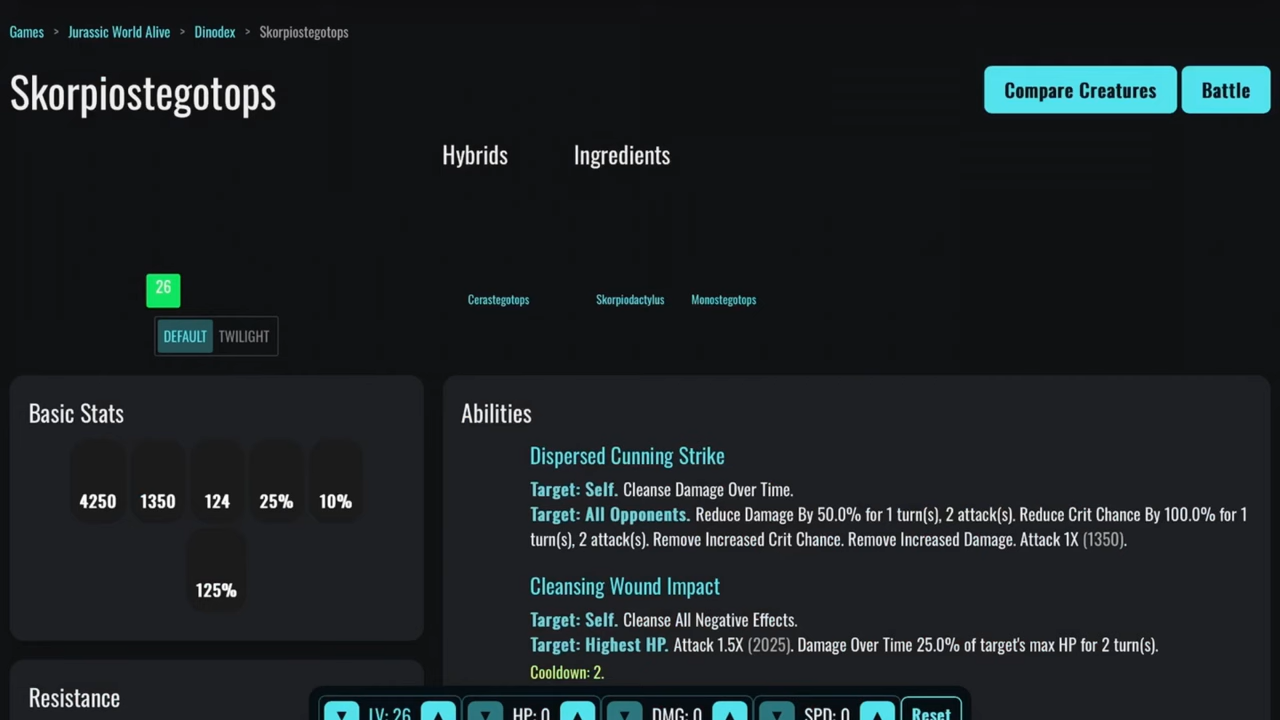 Games > Jurassic World Alive > Dinodex > Skorpiostegotops
Skorpiostegotops
Compare Creatures
Battle
Hybrids
Ingredients
26
Cerastegotops
Skorpiodactylus
Monostegotops
DEFAULT
TWILIGHT
Basic Stats
4250
1350
124
25%
10%
125%
Resistance
Abilities
Dispersed Cunning Strike
Target: Self. Cleanse Damage Over Time.
Target: All Opponents. Reduce Damage By 50.0% for 1 turn(s), 2 attack(s). Reduce Crit Chance By 100.0% for 1
turn(s), 2 attack(s). Remove Increased Crit Chance. Remove Increased Damage. Attack 1X (1350).
Cleansing Wound Impact
Target: Self. Cleanse All Negative Effects.
Target: Highest HP. Attack 1.5X (2025). Damage Over Time 25.0% of target's max HP for 2 turn(s).
Cooldown: 2.
▼ LV: 26 ▲ ▼ HP: 0 ▲ ▼ DMG: 0 ▲ ▼ SPD: 0 ▲ Reset